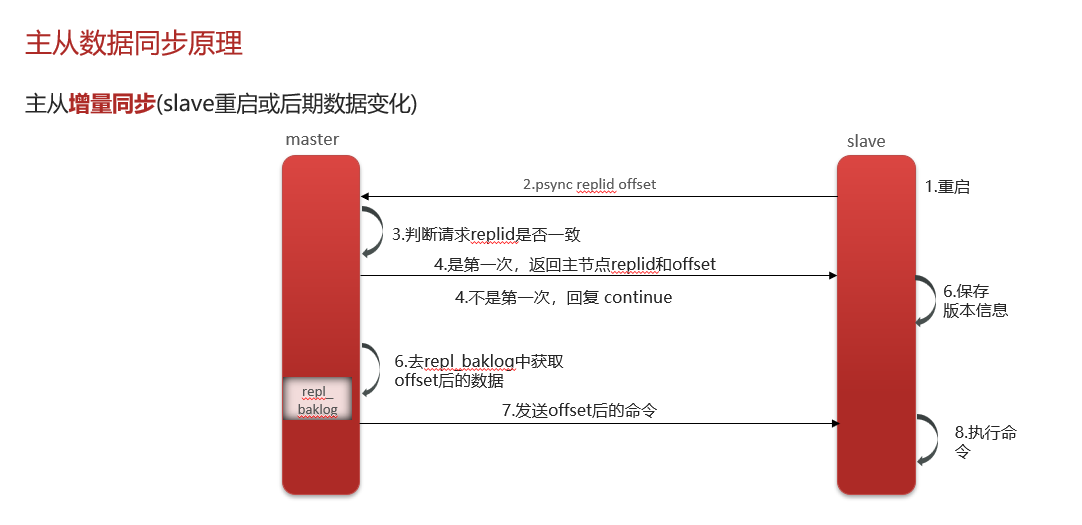 主从数据同步原理
主从增量同步(slave重启或后期数据变化)
master
slave
2.psync replid offset
1.重启
3.判断请求replid是否一致
4.是第一次，返回主节点replid和offset
4.不是第一次，回复 continue
6.保存
版本信息
6.去repl_baklog中获取
offset后的数据
repl_
baklog
7.发送offset后的命令
8.执行命
令